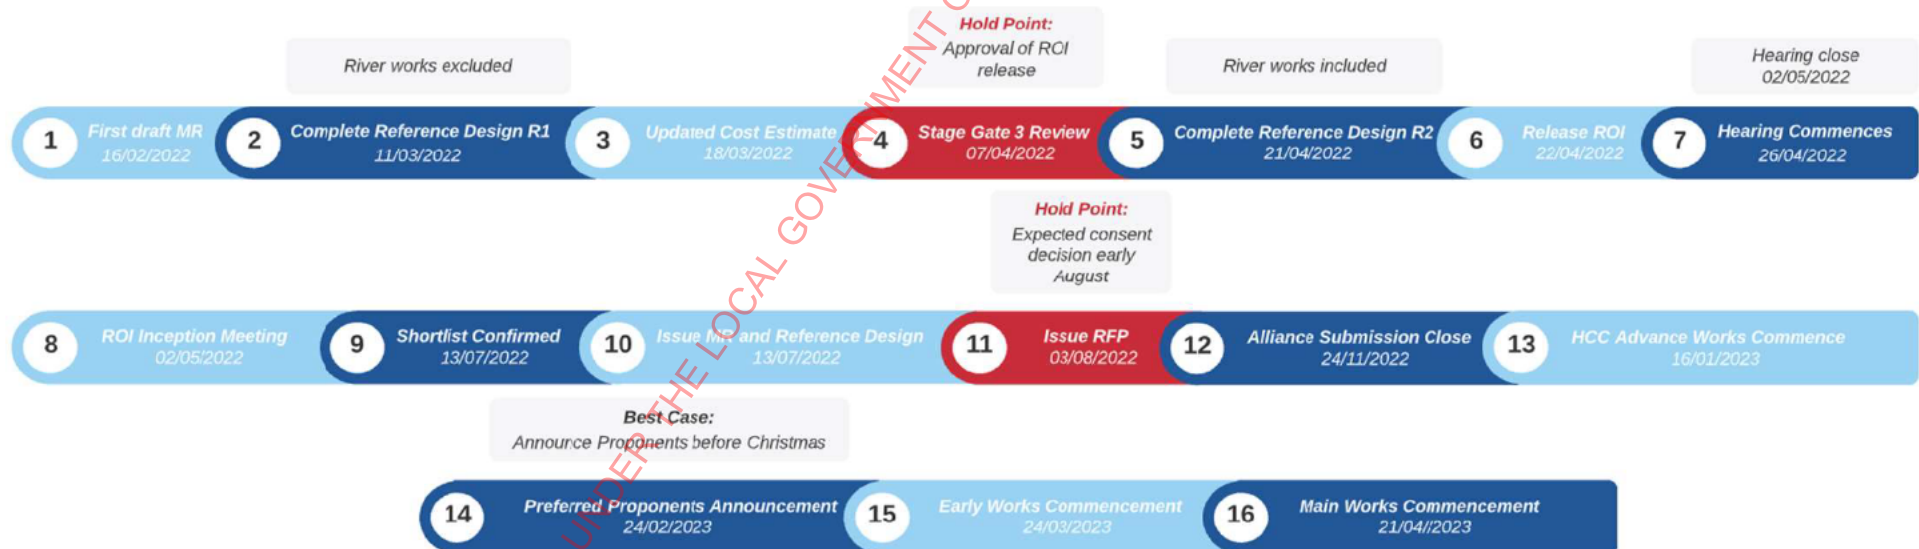 River works excluded
Hold Point:
Approval of ROI
release
River works included
Hearing close
02/05/2022
1
First draft MR
16/02/2022
2
Complete Reference Design R1
11/03/2022
3
Updated Cost Estimate
18/03/2022
4
Stage Gate 3 Review
07/04/2022
5
Complete Reference Design R2
21/04/2022
6
Release ROI
22/04/2022
7
Hearing Commences
26/04/2022
Hold Point:
Expected consent
decision early
August
8
ROI Inception Meeting
02/05/2022
9
Shortlist Confirmed
13/07/2022
10
Issue MR and Reference Design
13/07/2022
11
Issue RFP
03/08/2022
12
Alliance Submission Close
24/11/2022
13
HCC Advance Works Commence
16/01/2023
Best Case:
Announce Proponents before Christmas
14
Preferred Proponents Announcement
24/02/2023
15
Early Works Commencement
24/03/2023
16
Main Works Commencement
21/04//2023
UNDER THE LOCAL GOVERNMENT